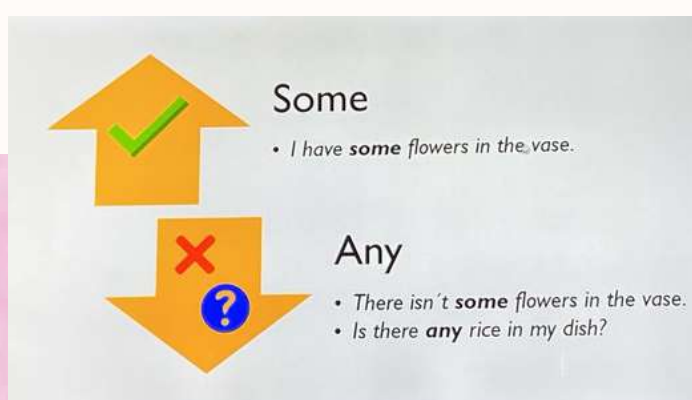 Some
• I have some flowers in the vase.
Any
• There isn´t some flowers in the vase.
• Is there any rice in my dish?